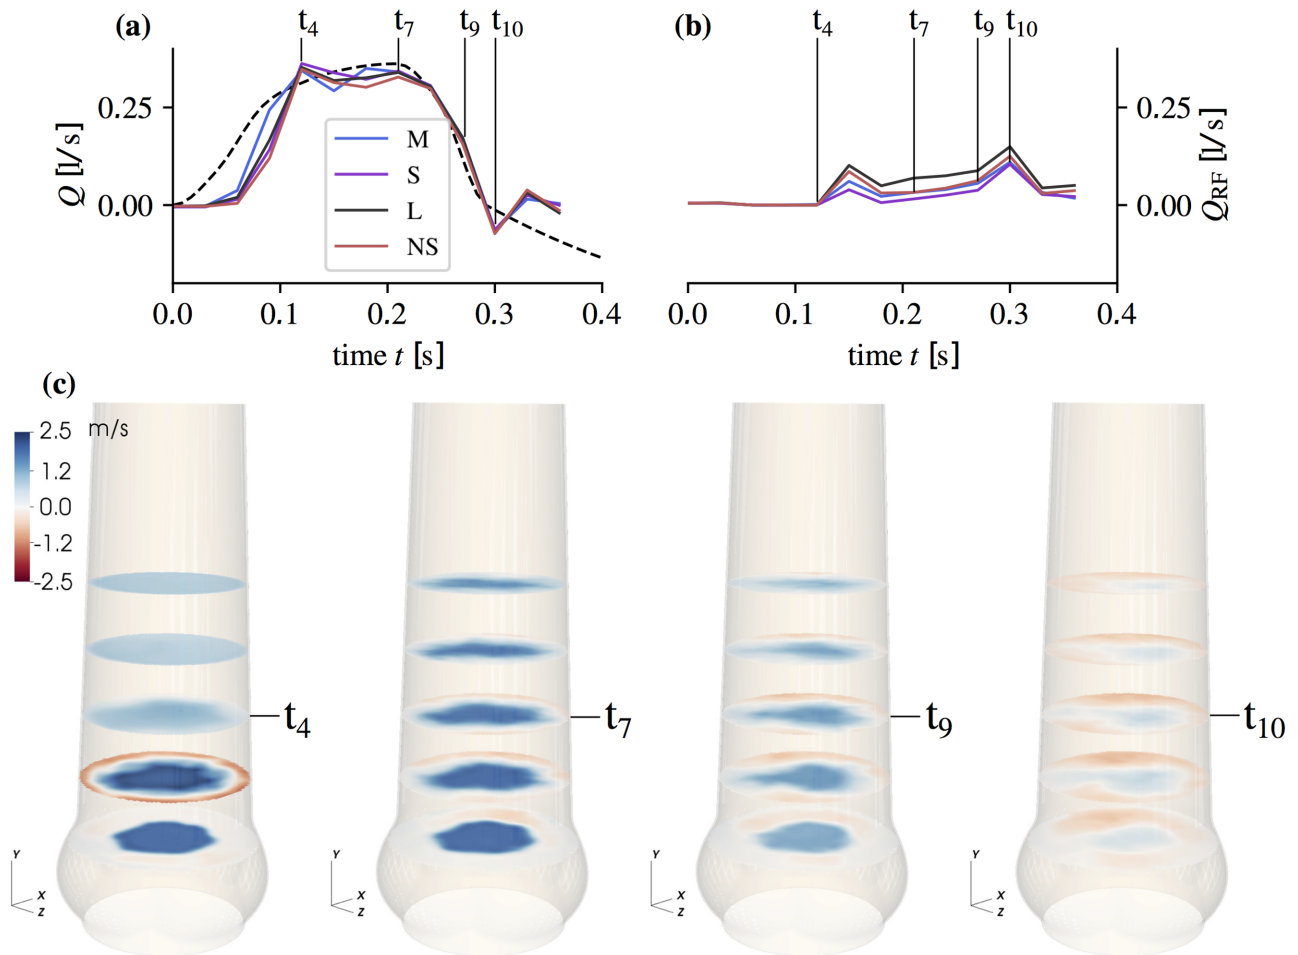 (a)
t4 t7 t9 t10
0.25
0.00
Q [l/s]
M
S
L
NS
0.0 0.1 0.2 0.3 0.4
time t [s]
(b)
t4 t7 t9 t10
0.25
0.00
QRF [l/s]
0.0 0.1 0.2 0.3 0.4
time t [s]
(c)
2.5 m/s
1.2
0.0
-1.2
-2.5
t4
t7
t9
t10
Y
X
Z
Y
X
Z
Y
X
Z
Y
X
Z